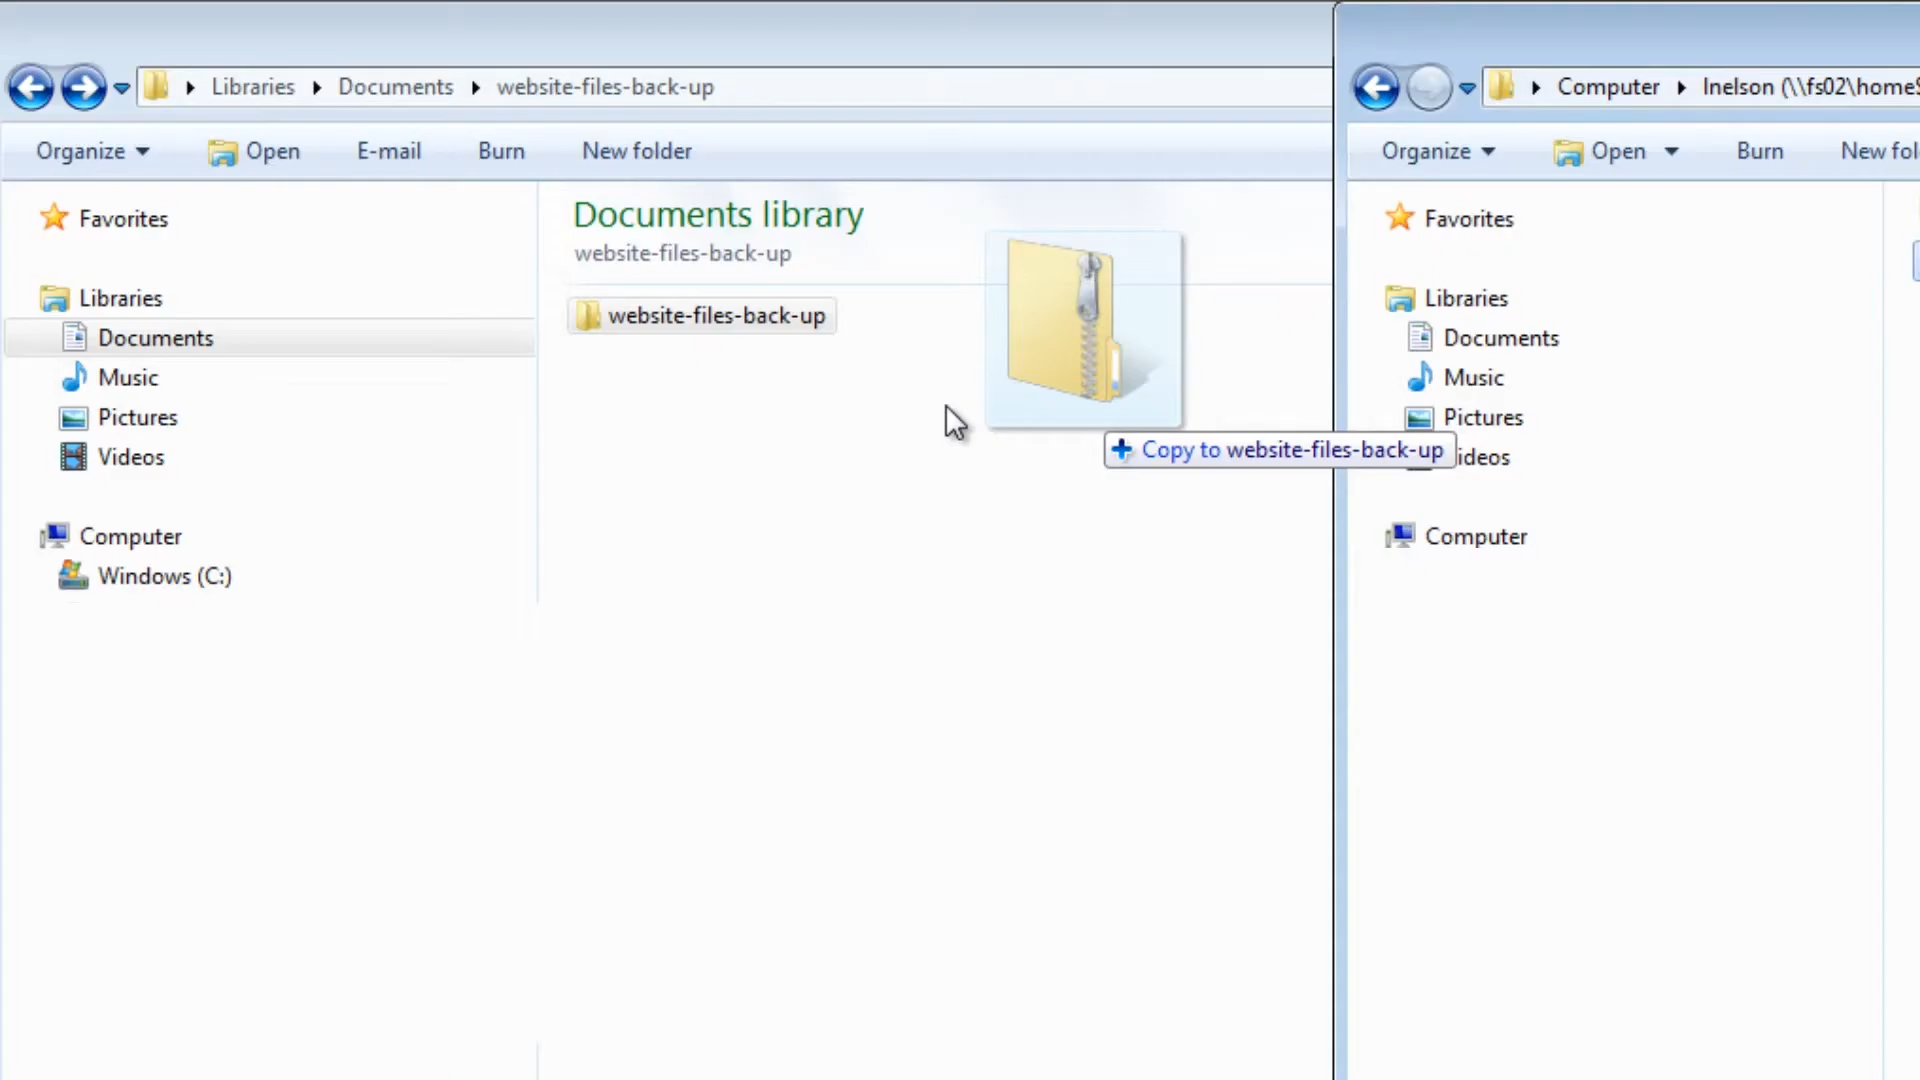 Libraries Documents website-files-back-up
Organize Open E-mail Burn New folder
Favorites
Libraries
Documents
Music
Pictures
Videos
Computer
Windows (C:)
Documents library
website-files-back-up
website-files-back-up
Copy to website-files-back-up
Computer (\\fs02\home$
Organize Open Burn New fol
Favorites
Libraries
Documents
Music
Pictures
ideos
Computer